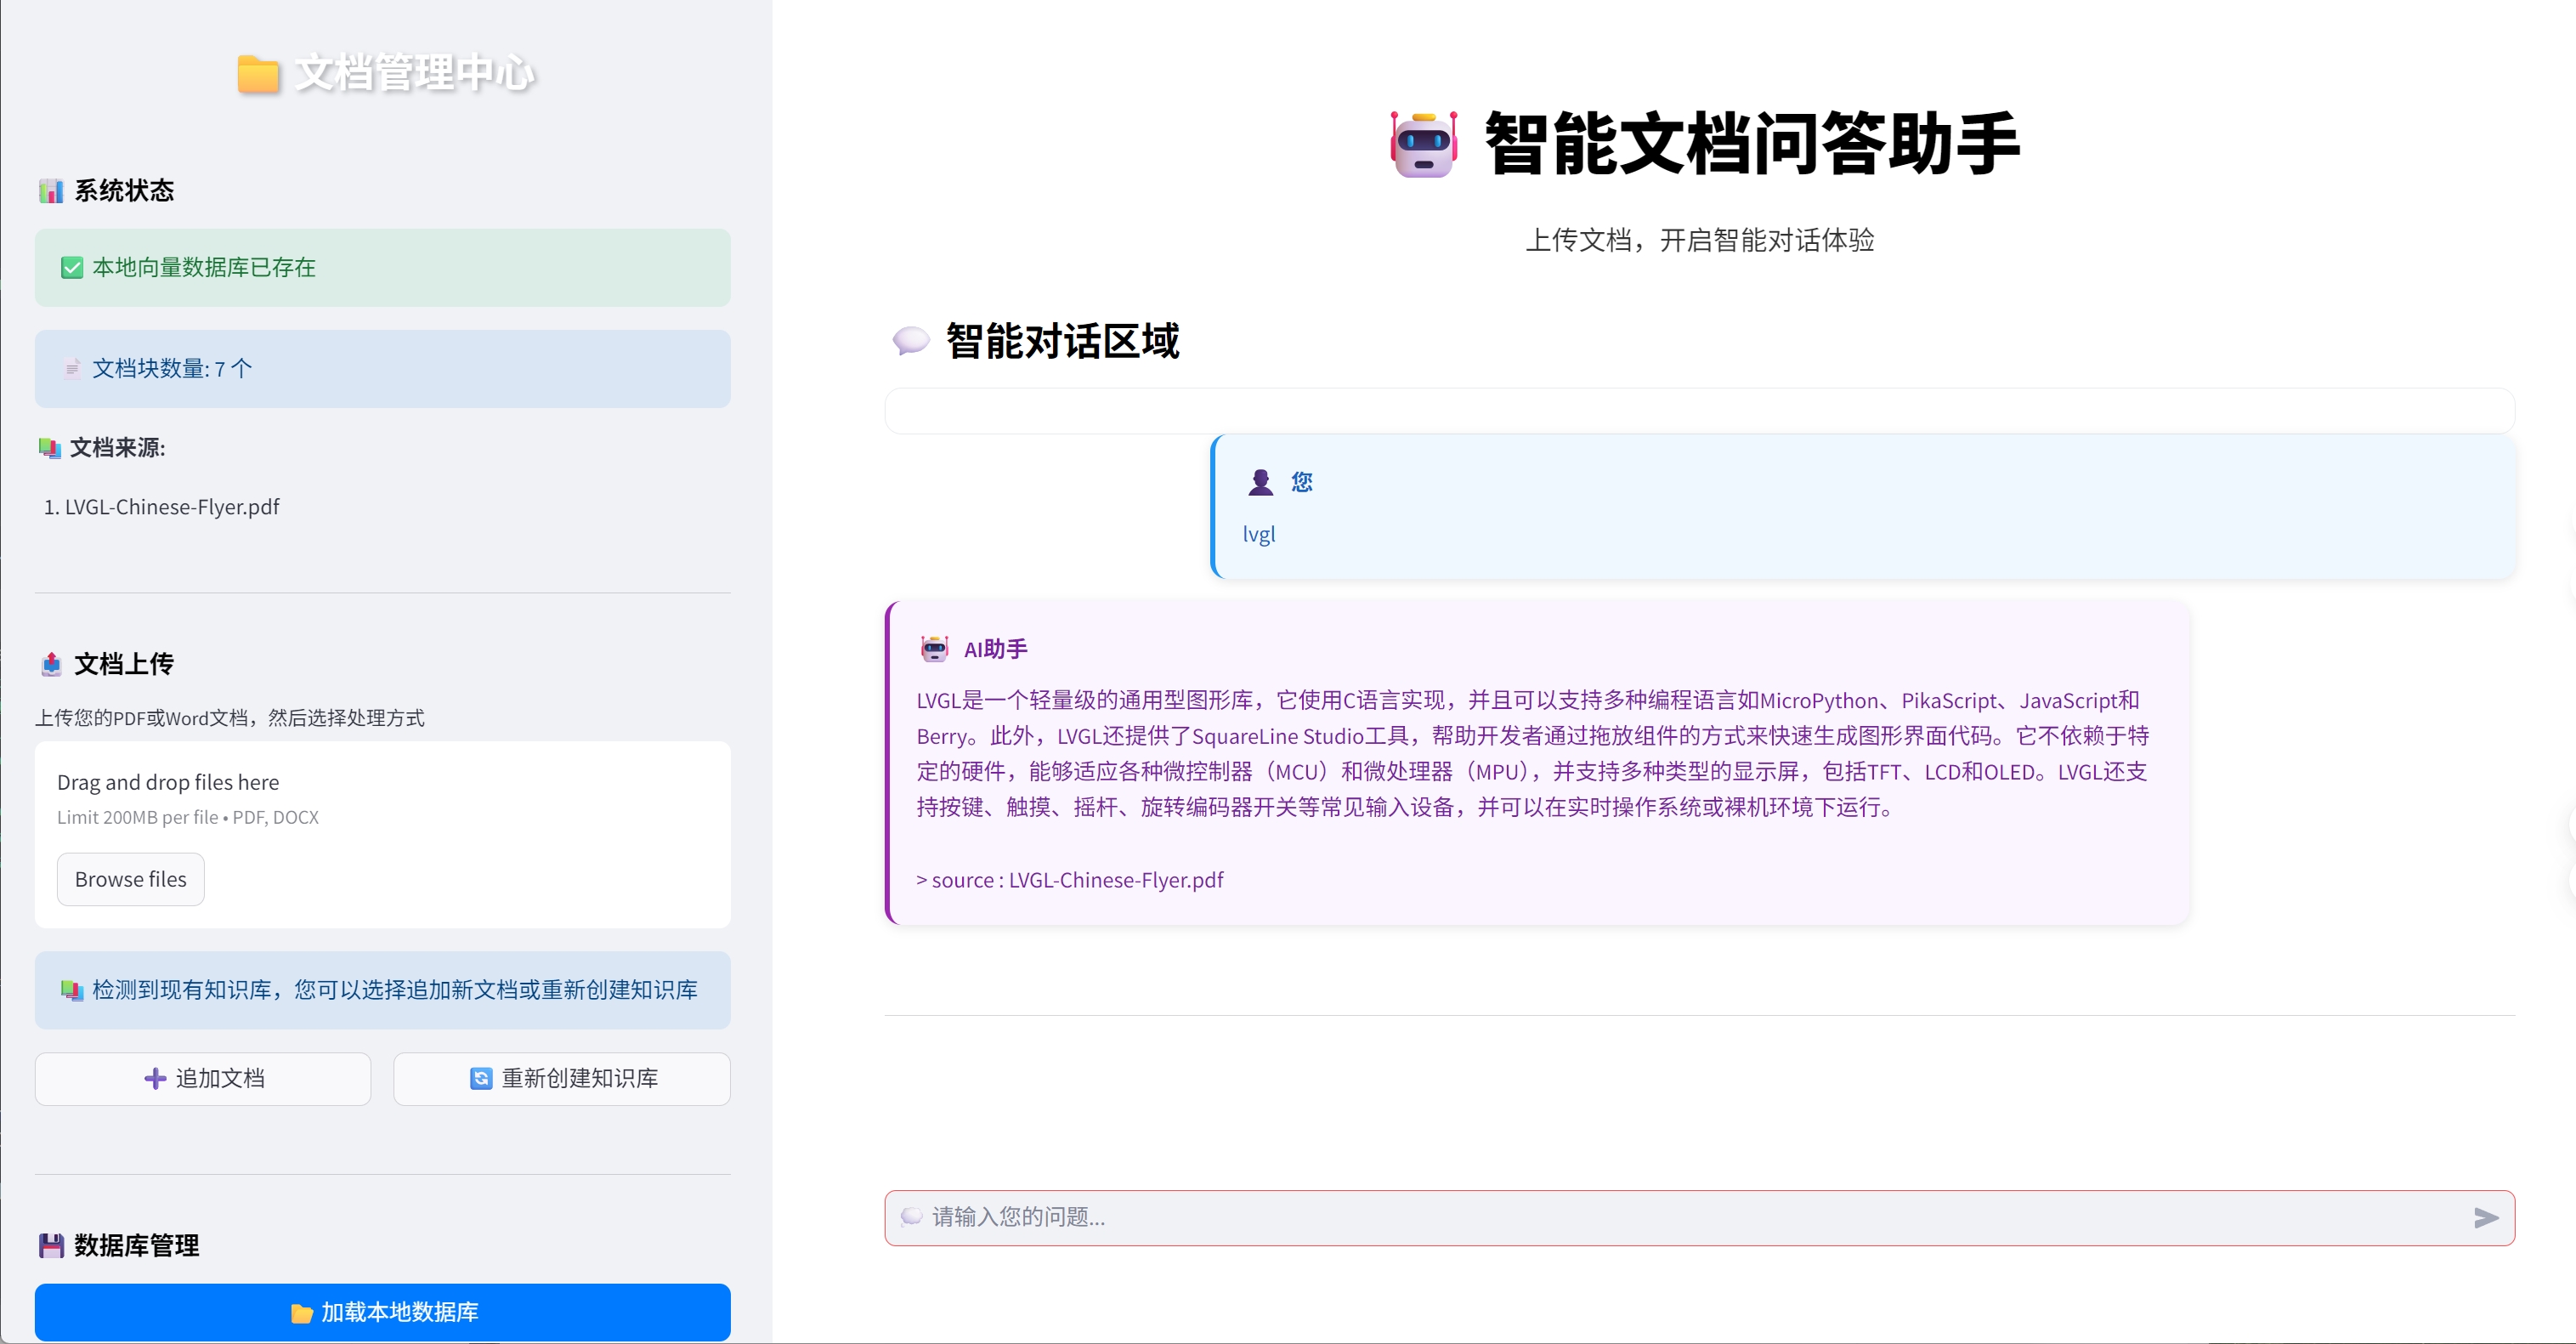 文档管理中心
系统状态
本地向量数据库已存在
文档块数量: 7 个
文档来源:
1. LVGL-Chinese-Flyer.pdf
文档上传
上传您的PDF或Word文档，然后选择处理方式
Drag and drop files here
Limit 200MB per file • PDF, DOCX
Browse files
检测到现有知识库，您可以选择追加新文档或重新创建知识库
追加文档
重新创建知识库
数据库管理
加载本地数据库
智能文档问答助手
上传文档，开启智能对话体验
智能对话区域
您
lvgl
AI助手
LVGL是一个轻量级的通用型图形库，它使用C语言实现，并且可以支持多种编程语言如MicroPython、PikaScript、JavaScript和
Berry。此外，LVGL还提供了SquareLine Studio工具，帮助开发者通过拖放组件的方式来快速生成图形界面代码。它不依赖于特
定的硬件，能够适应各种微控制器（MCU）和微处理器（MPU），并支持多种类型的显示屏，包括TFT、LCD和OLED。LVGL还支
持按键、触摸、摇杆、旋转编码器开关等常见输入设备，并可以在实时操作系统或裸机环境下运行。
> source : LVGL-Chinese-Flyer.pdf
请输入您的问题...